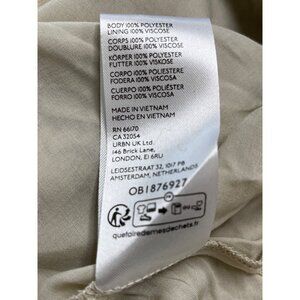 BODY 100% POLYESTER
LINING 100% VISCOSE
CORPS 100% POLYESTER
DOUBLURE 100% VISCOSE
KÖRPER 100% POLYESTER
FUTTER 100% VISKOSE
CORPO 100% POLIESTERE
FODERA 100% VISCOSA
CUERPO 100% POLIÉSTER
FORRO 100% VISCOSA
MADE IN VIETNAM
HECHO EN VIETNAM
RN 66170
CA 32054
URBN UK Ltd
146 Brick Lane,
LONDON, E1 6RU
LEIDSESTRAAT 32, 1017 PB
AMSTERDAM, NETHERLANDS
OB1876927
quefairedemesdechets.fr